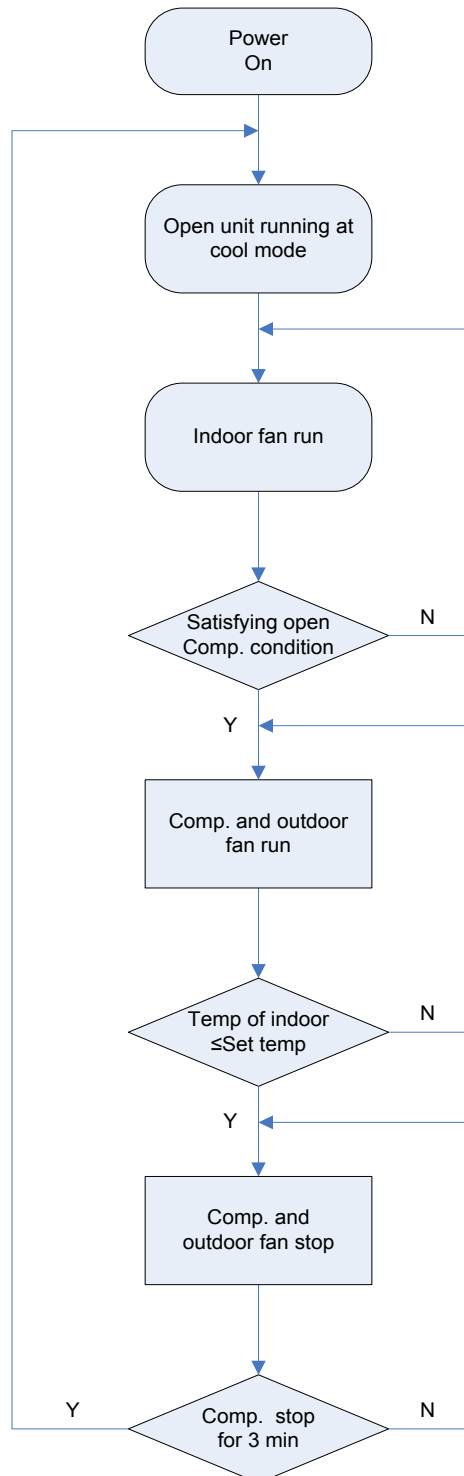 Power
On
Open unit running at
cool mode
Indoor fan run
Satisfying open
Comp. condition
N
Y
Comp. and outdoor
fan run
Temp of indoor
≤Set temp
N
Y
Comp. and
outdoor fan stop
Y
Comp. stop
for 3 min
N